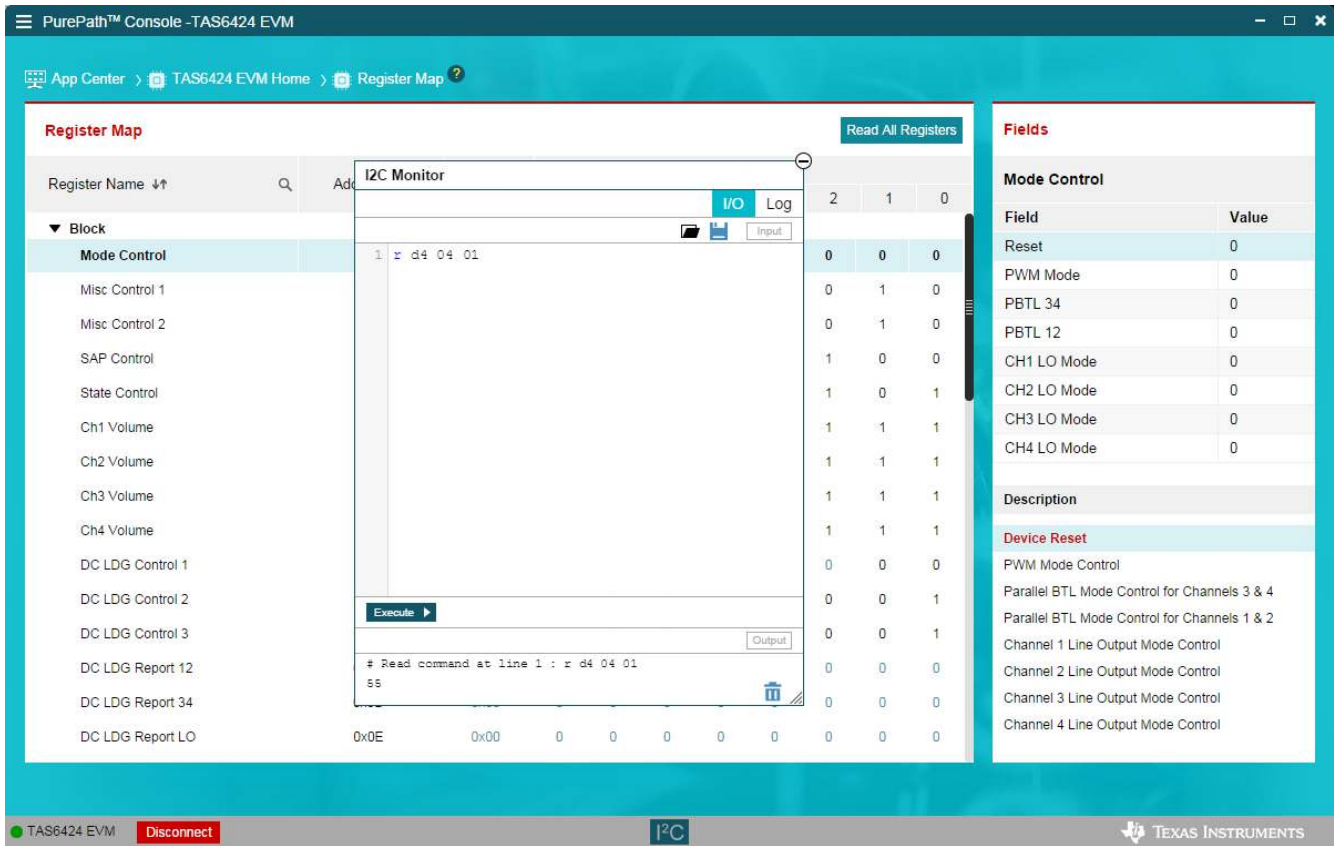 PurePath™ Console -TAS6424 EVM
App Center > TAS6424 EVM Home > Register Map ?
Register Map
Read All Registers
Register Name
2 1 0
Block
Mode Control 0 0 0
Misc Control 1 0 1 0
Misc Control 2 0 1 0
SAP Control 1 0 0
State Control 1 0 1
Ch1 Volume 1 1 1
Ch2 Volume 1 1 1
Ch3 Volume 1 1 1
Ch4 Volume 1 1 1
DC LDG Control 1 0 0 0
DC LDG Control 2 0 0 1
DC LDG Control 3 0 0 1
DC LDG Report 12 0 0 0
DC LDG Report 34 0 0 0
DC LDG Report LO 0x0E 0x00 0 0 0 0 0 0 0 0
I2C Monitor
I/O Log
Input
1 r d4 04 01
Execute
Output
# Read command at line 1 : r d4 04 01
55
Fields
Mode Control
Field Value
Reset 0
PWM Mode 0
PBTL 34 0
PBTL 12 0
CH1 LO Mode 0
CH2 LO Mode 0
CH3 LO Mode 0
CH4 LO Mode 0
Description
Device Reset
PWM Mode Control
Parallel BTL Mode Control for Channels 3 & 4
Parallel BTL Mode Control for Channels 1 & 2
Channel 1 Line Output Mode Control
Channel 2 Line Output Mode Control
Channel 3 Line Output Mode Control
Channel 4 Line Output Mode Control
TAS6424 EVM Disconnect
I²C
TEXAS INSTRUMENTS